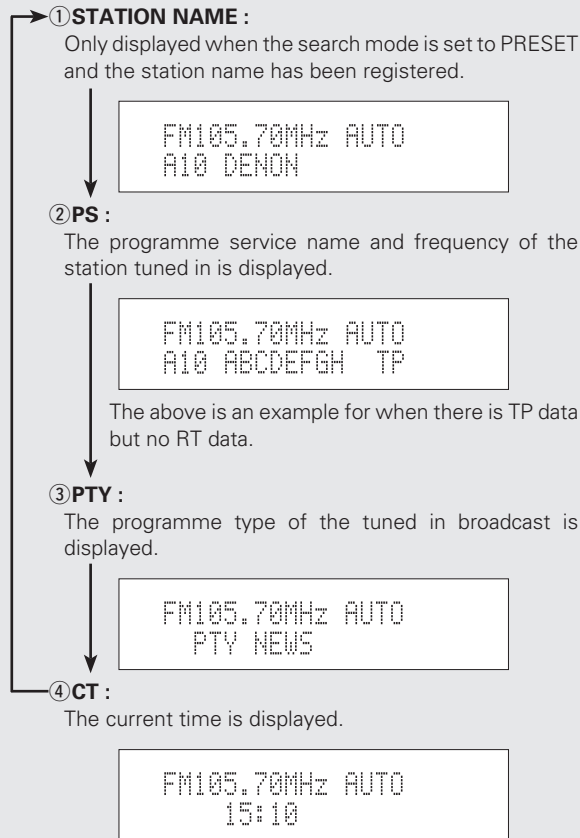 ①STATION NAME :
Only displayed when the search mode is set to PRESET
and the station name has been registered.
FM105.70MHz AUTO
A10 DENON
②PS :
The programme service name and frequency of the
station tuned in is displayed.
FM105.70MHz AUTO
A10 ABCDEFGH TP
The above is an example for when there is TP data
but no RT data.
③PTY :
The programme type of the tuned in broadcast is
displayed.
FM105.70MHz AUTO
PTY NEWS
④CT :
The current time is displayed.
FM105.70MHz AUTO
15:10